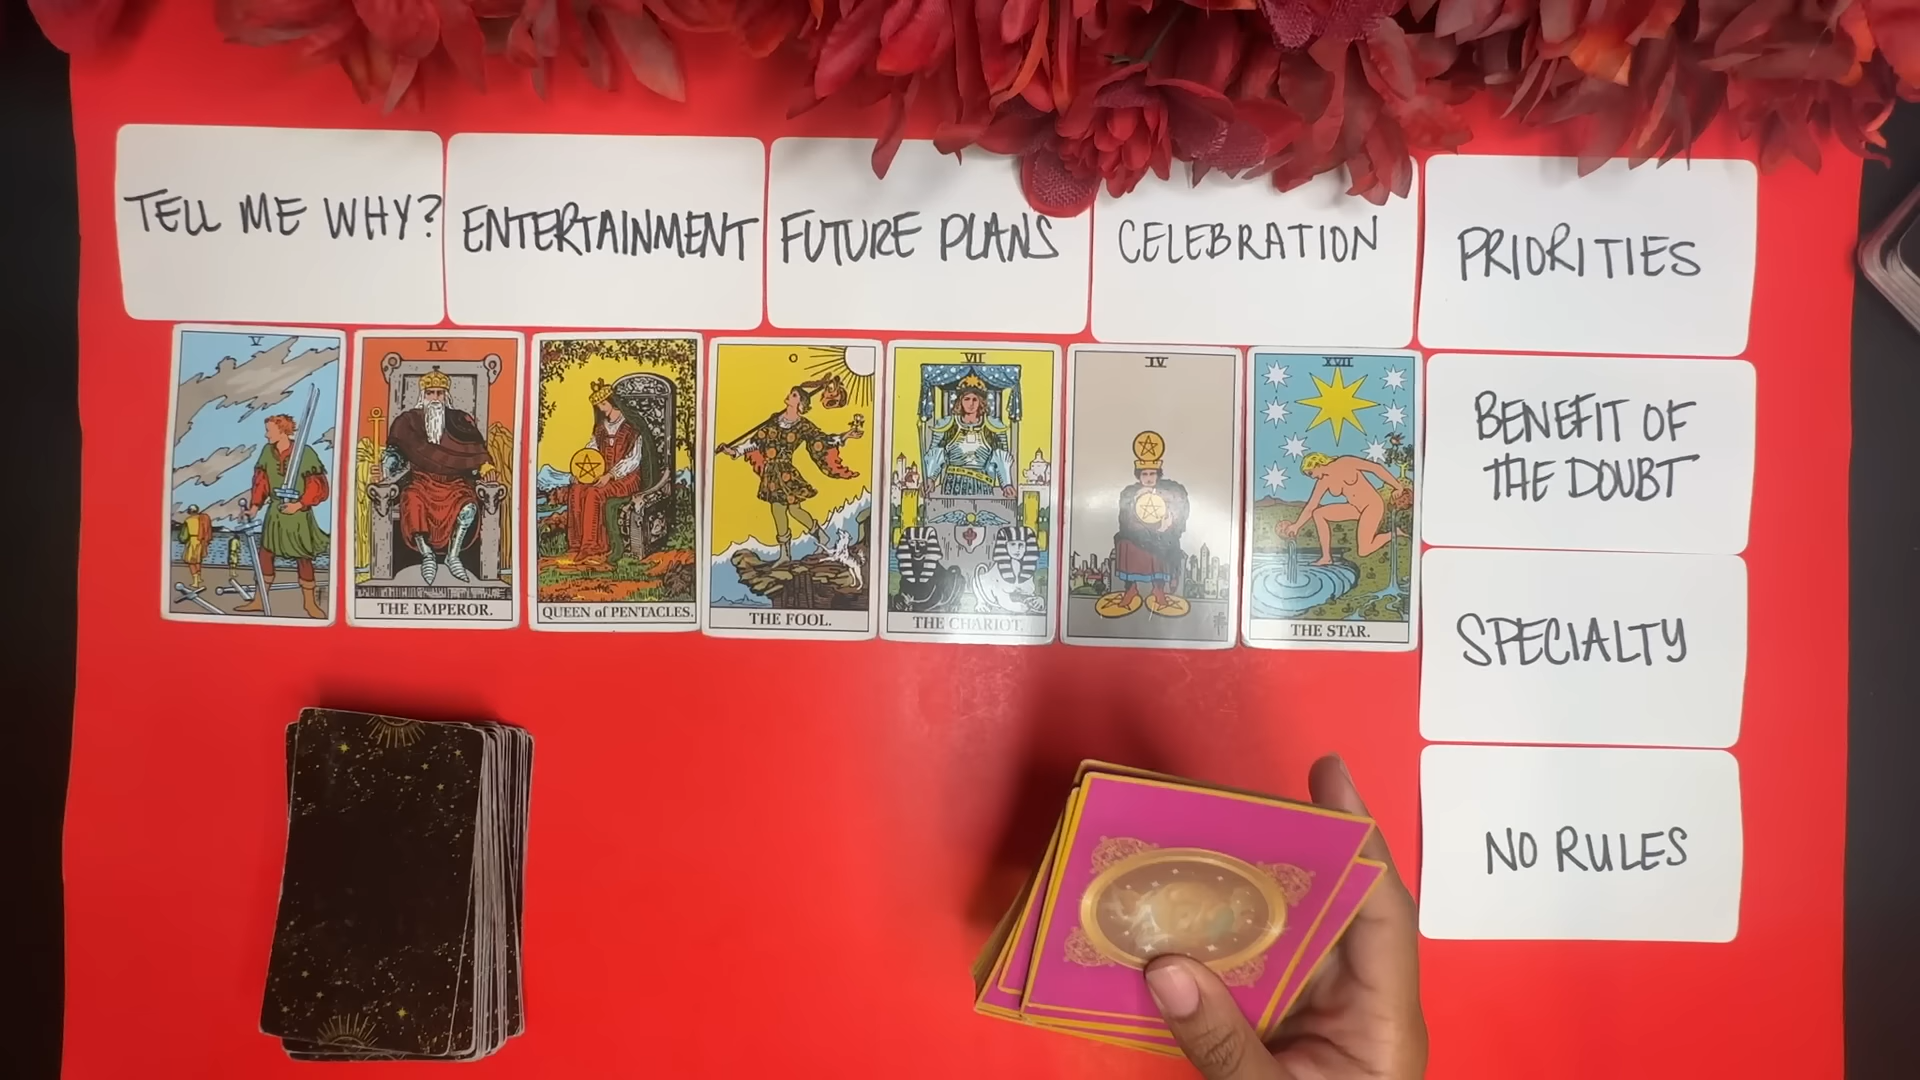 TELL ME WHY?
ENTERTAINMENT
FUTURE PLANS
CELEBRATION
PRIORITIES
V
IV
THE EMPEROR.
QUEEN of PENTACLES.
0
THE FOOL.
VII
THE CHARIOT.
IV
XVII
THE STAR.
BENEFIT OF
THE DOUBT
SPECIALTY
NO RULES